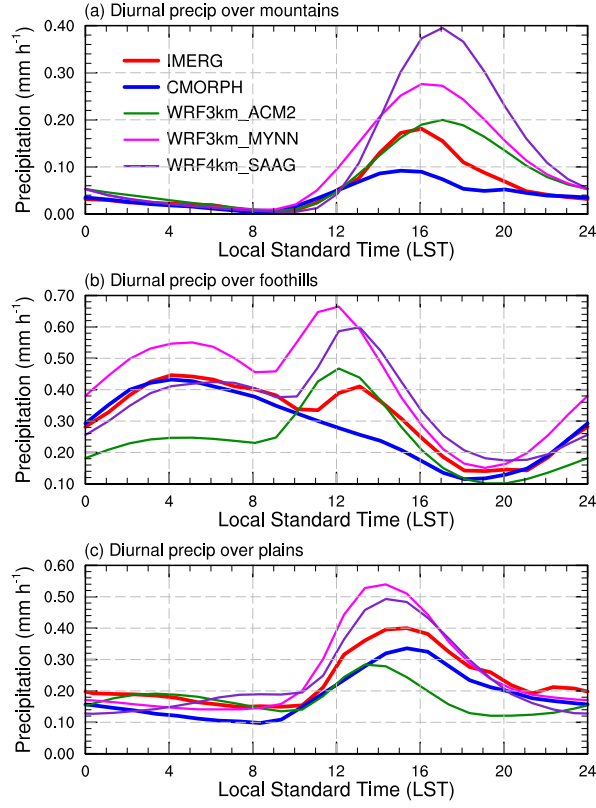 (a) Diurnal precip over mountains
Precipitation (mm h⁻¹)
0.40
0.30
0.20
0.10
0.00
IMERG
CMORPH
WRF3km_ACM2
WRF3km_MYNN
WRF4km_SAAG
0 4 8 12 16 20 24
Local Standard Time (LST)
(b) Diurnal precip over foothills
Precipitation (mm h⁻¹)
0.70
0.60
0.50
0.40
0.30
0.20
0.10
0 4 8 12 16 20 24
Local Standard Time (LST)
(c) Diurnal precip over plains
Precipitation (mm h⁻¹)
0.60
0.50
0.40
0.30
0.20
0.10
0.00
0 4 8 12 16 20 24
Local Standard Time (LST)